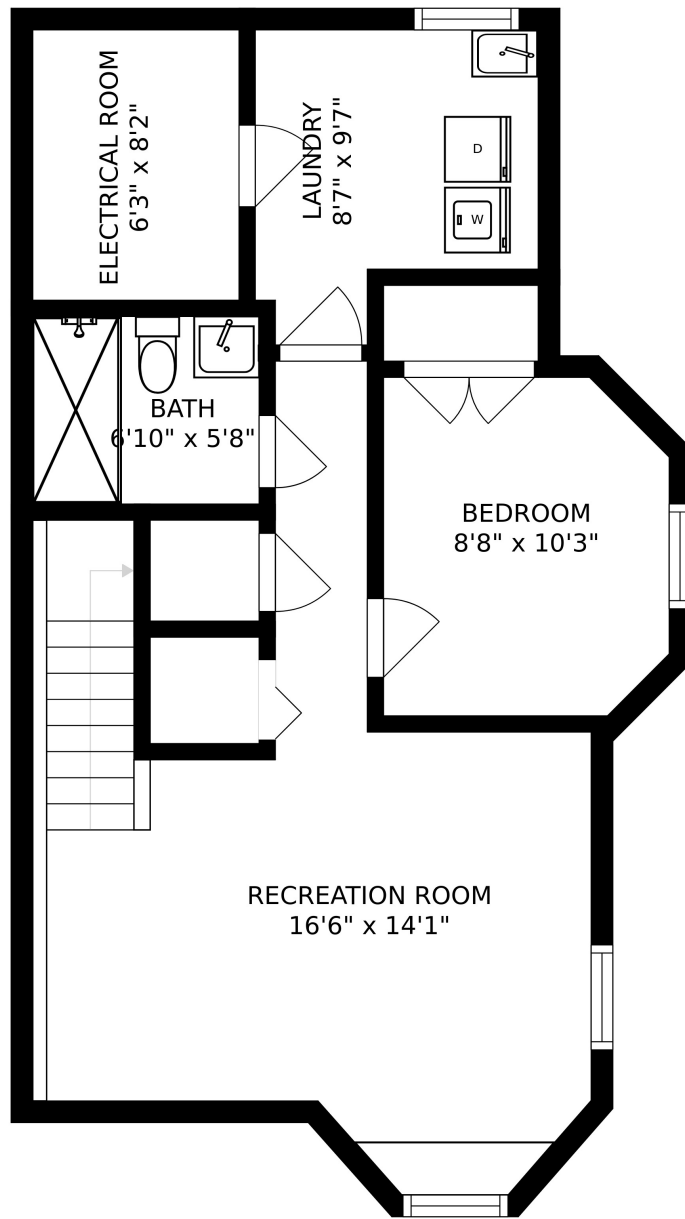 ELECTRICAL ROOM
6'3" x 8'2"
LAUNDRY
8'7" x 9'7"
D
W
BATH
6'10" x 5'8"
BEDROOM
8'8" x 10'3"
RECREATION ROOM
16'6" x 14'1"